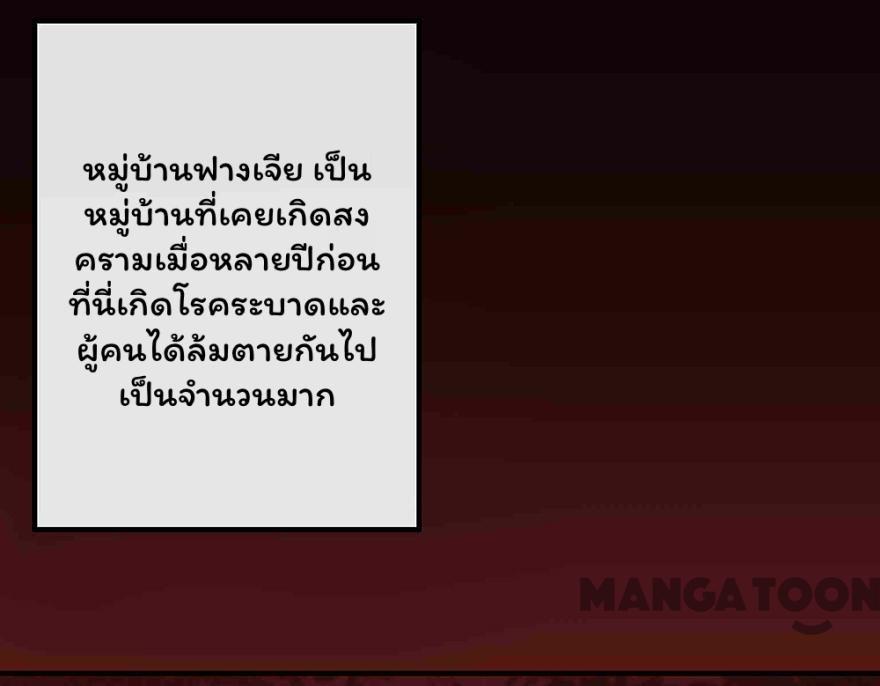 หมู่บ้านฟางเจีย เป็น
หมู่บ้านที่เคยเกิดสง
ครามเมื่อหลายปีก่อน
ที่นี่เกิดโรคระบาดและ
ผู้คนได้ล้มตายกันไป
เป็นจำนวนมาก
MANGATOON